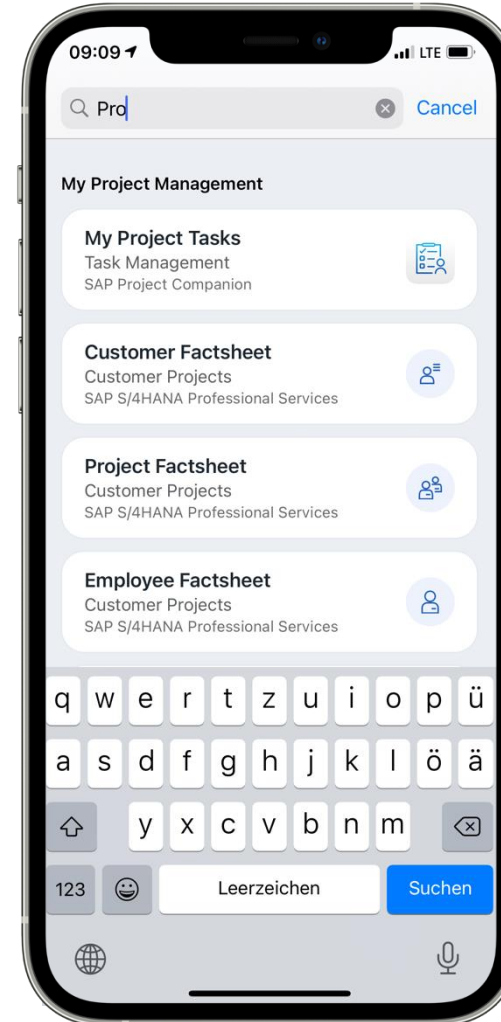 09:09
LTE
Pro
Cancel
My Project Management
My Project Tasks
Task Management
SAP Project Companion
Customer Factsheet
Customer Projects
SAP S/4HANA Professional Services
Project Factsheet
Customer Projects
SAP S/4HANA Professional Services
Employee Factsheet
Customer Projects
SAP S/4HANA Professional Services
q w e r t z u i o p ü
a s d f g h j k l ö ä
y x c v b n m
123 Leerzeichen Suchen